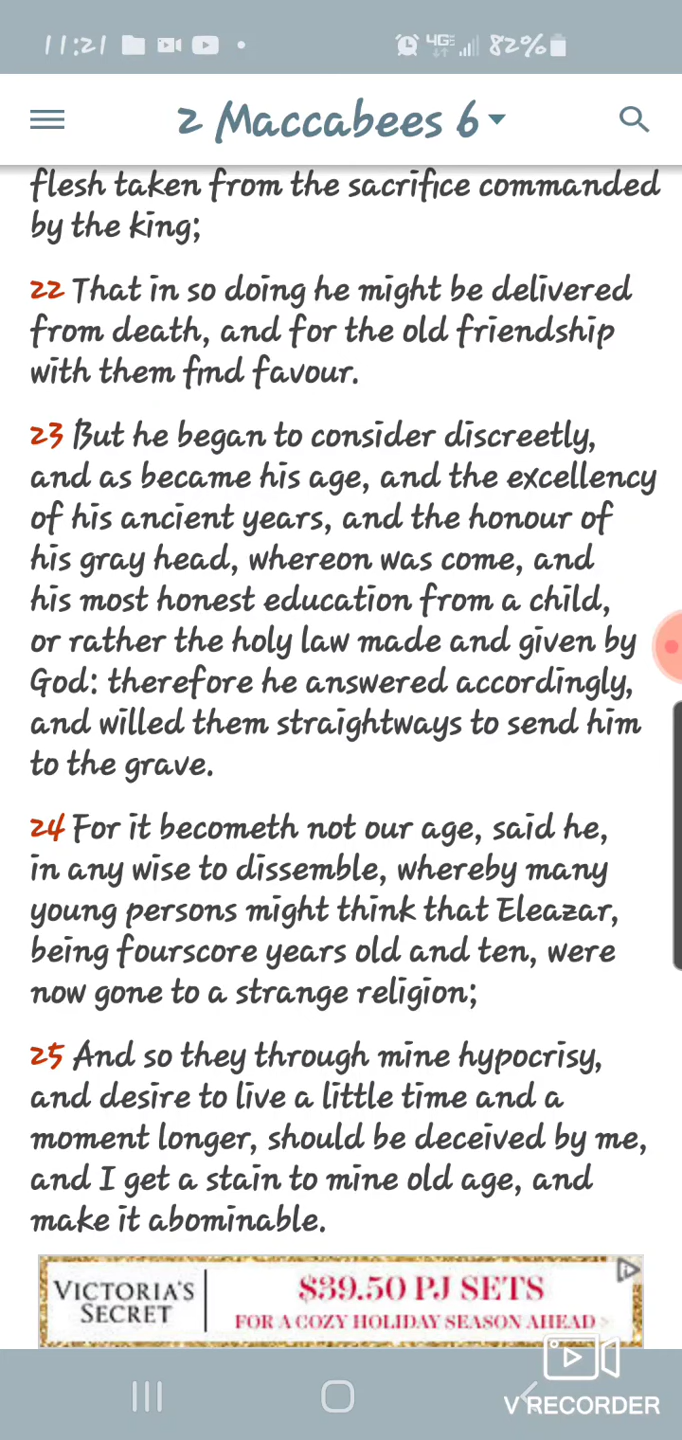 11:21
4GE
82%
2 Maccabees 6
flesh taken from the sacrifice commanded
by the king;
22 That in so doing he might be delivered
from death, and for the old friendship
with them find favour.
23 But he began to consider discreetly,
and as became his age, and the excellency
of his ancient years, and the honour of
his gray head, whereon was come, and
his most honest education from a child,
or rather the holy law made and given by
God: therefore he answered accordingly,
and willed them straightways to send him
to the grave.
24 For it becometh not our age, said he,
in any wise to dissemble, whereby many
young persons might think that Eleazar,
being fourscore years old and ten, were
now gone to a strange religion;
25 And so they through mine hypocrisy,
and desire to live a little time and a
moment longer, should be deceived by me,
and I get a stain to mine old age, and
make it abominable.
VICTORIA'S
SECRET
$39.50 PJ SETS
FOR A COZY HOLIDAY SEASON AHEAD >
V RECORDER